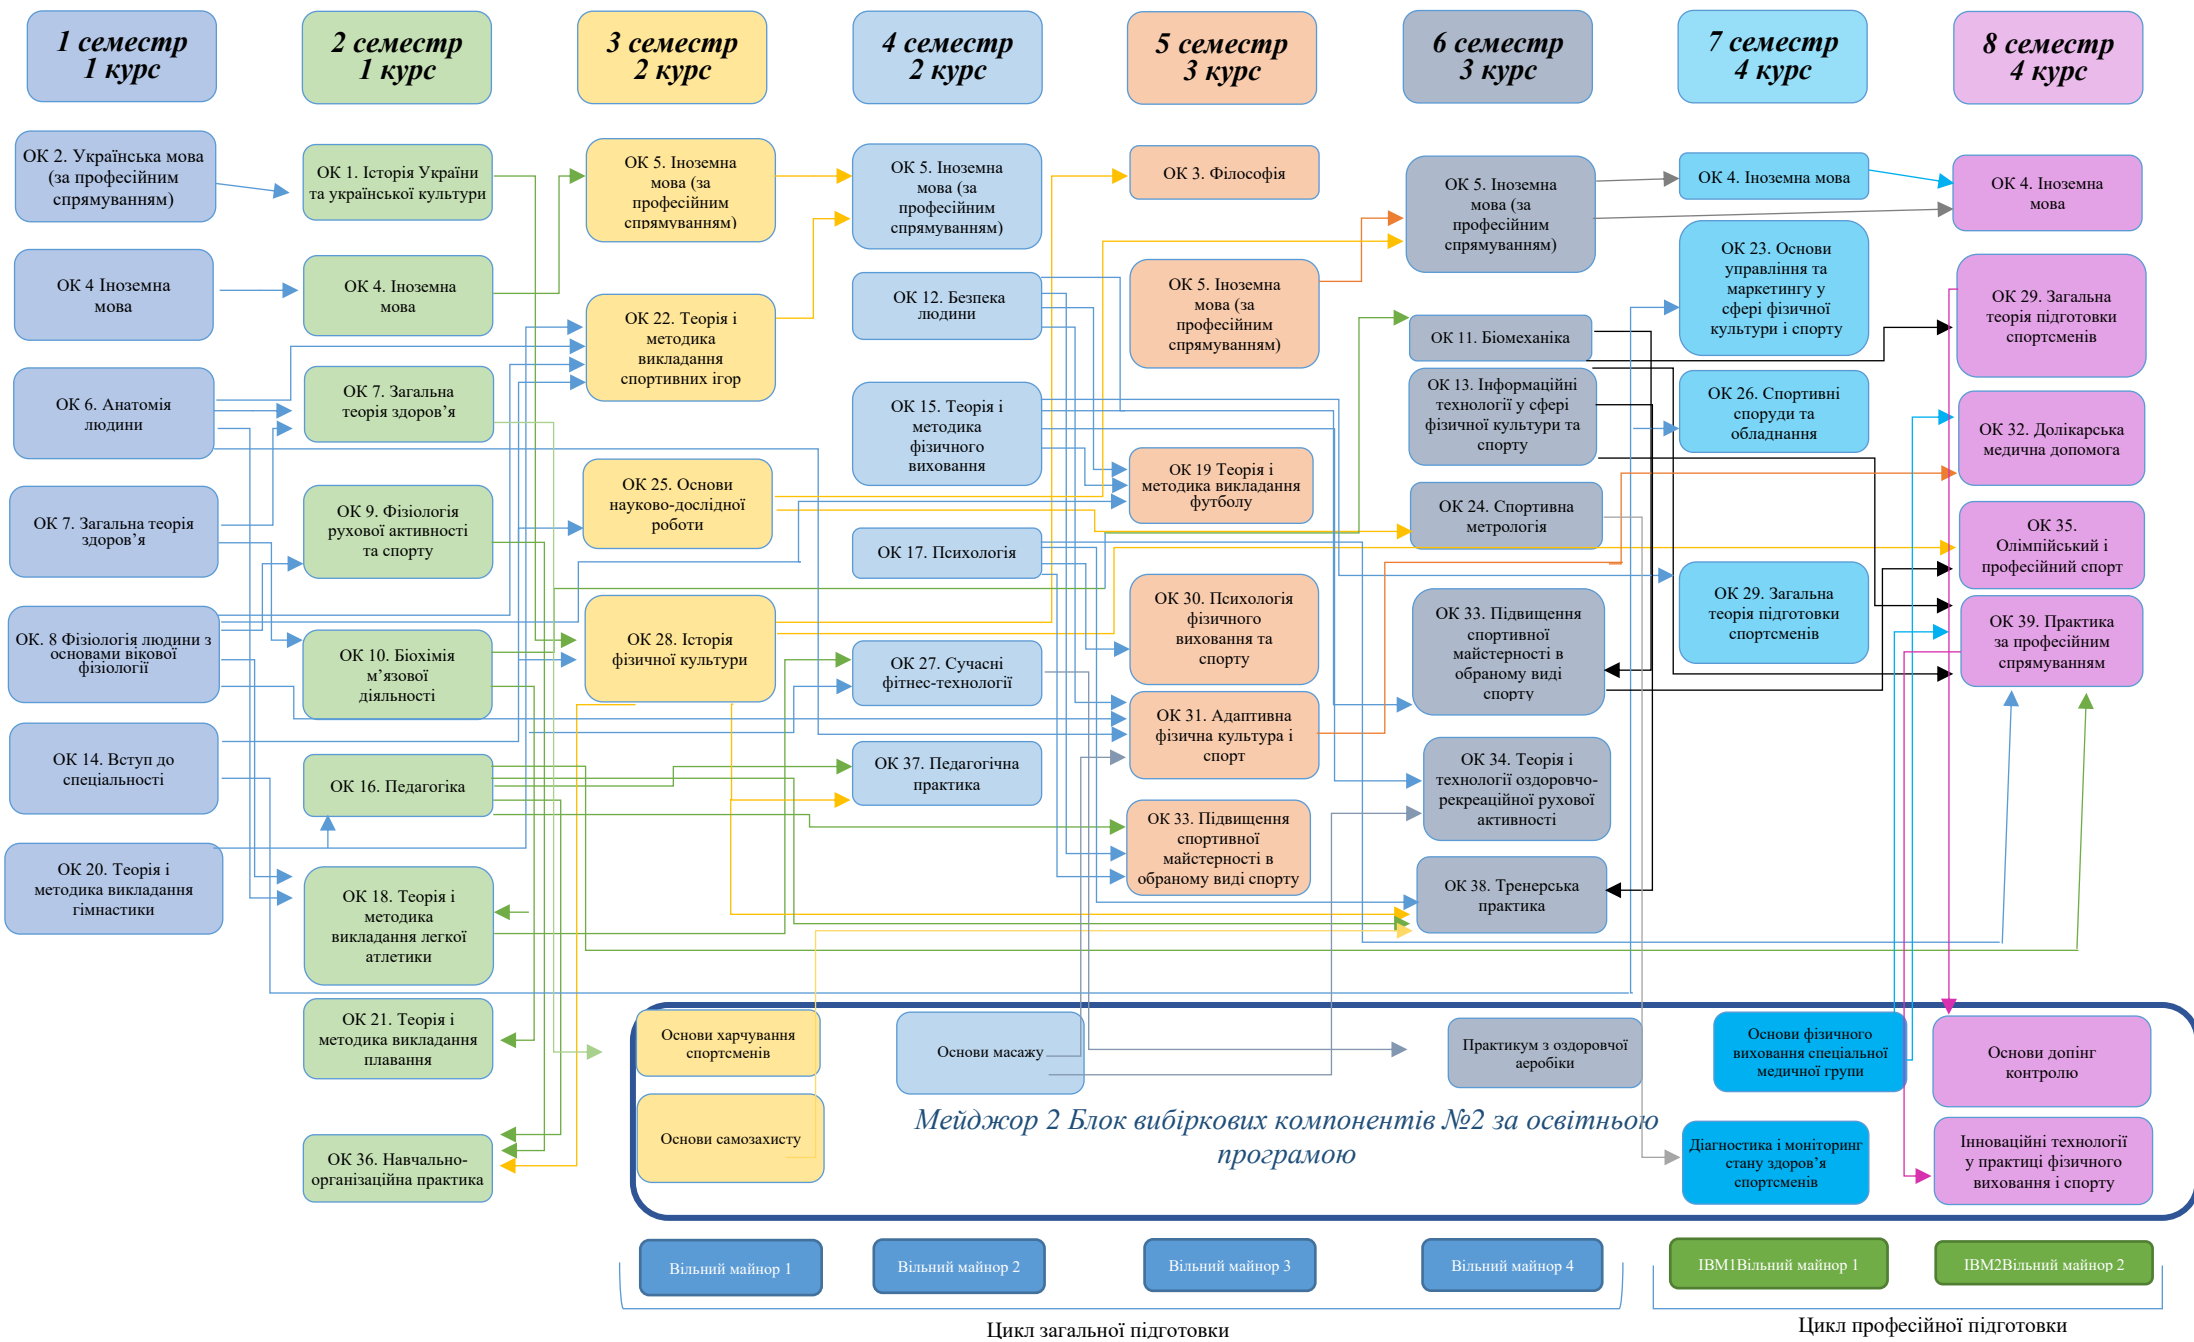 1 семестр
1 курс
2 семестр
1 курс
3 семестр
2 курс
4 семестр
2 курс
5 семестр
3 курс
6 семестр
3 курс
7 семестр
4 курс
8 семестр
4 курс
ОК 2. Українська мова
(за професійним
спрямуванням)
ОК 4 Іноземна
мова
ОК 6. Анатомія
людини
ОК 7. Загальна теорія
здоров’я
ОК. 8 Фізіологія людини з
основами вікової
фізіології
ОК 14. Вступ до
спеціальності
ОК 20. Теорія і
методика викладання
гімнастики
ОК 1. Історія України
та української культури
ОК 4. Іноземна
мова
ОК 7. Загальна
теорія здоров’я
ОК 9. Фізіологія
рухової активності
та спорту
ОК 10. Біохімія
м’язової
діяльності
ОК 16. Педагогіка
ОК 18. Теорія і
методика
викладання легкої
атлетики
ОК 21. Теорія і
методика викладання
плавання
ОК 36. Навчально-
організаційна практика
ОК 5. Іноземна
мова (за
професійним
спрямуванням)
ОК 22. Теорія і
методика
викладання
спортивних ігор
ОК 25. Основи
науково-дослідної
роботи
ОК 28. Історія
фізичної культури
ОК 5. Іноземна
мова (за
професійним
спрямуванням)
ОК 12. Безпека
людини
ОК 15. Теорія і
методика
фізичного
виховання
ОК 17. Психологія
ОК 27. Сучасні
фітнес-технології
ОК 37. Педагогічна
практика
ОК 3. Філософія
ОК 5. Іноземна
мова (за
професійним
спрямуванням)
ОК 19 Теорія і
методика викладання
футболу
ОК 30. Психологія
фізичного
виховання та
спорту
ОК 31. Адаптивна
фізична культура і
спорт
ОК 33. Підвищення
спортивної
майстерності в
обраному виді спорту
ОК 5. Іноземна
мова (за
професійним
спрямуванням)
ОК 11. Біомеханіка
ОК 13. Інформаційні
технології у сфері
фізичної культури та
спорту
ОК 24. Спортивна
метрологія
ОК 33. Підвищення
спортивної
майстерності в
обраному виді
спорту
ОК 34. Теорія і
технології оздоровчо-
рекреаційної рухової
активності
ОК 38. Тренерська
практика
ОК 4. Іноземна мова
ОК 23. Основи
управління та
маркетингу у
сфері фізичної
культури і спорту
ОК 26. Спортивні
споруди та
обладнання
ОК 29. Загальна
теорія підготовки
спортсменів
ОК 4. Іноземна
мова
ОК 29. Загальна
теорія підготовки
спортсменів
ОК 32. Долікарська
медична допомога
ОК 35.
Олімпійський і
професійний спорт
ОК 39. Практика
за професійним
спрямуванням
Основи харчування
спортсменів
Основи самозахисту
Основи масажу
Практикум з оздоровчої
аеробіки
Основи фізичного
виховання спеціальної
медичної групи
Основи допінг
контролю
Мейджор 2 Блок вибіркових компонентів №2 за освітньою
програмою
Діагностика і моніторинг
стану здоров’я
спортсменів
Інноваційні технології
у практиці фізичного
виховання і спорту
Вільний майнор 1
Вільний майнор 2
Вільний майнор 3
Вільний майнор 4
ІВМ1Вільний майнор 1
ІВМ2Вільний майнор 2
Цикл загальної підготовки
Цикл професійної підготовки